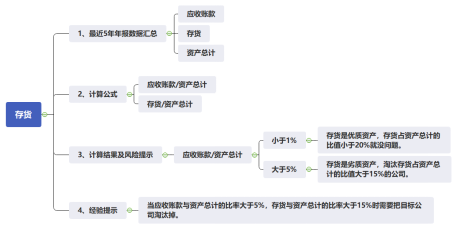 存货
1、最近5年年报数据汇总
应收账款
存货
资产总计
2、计算公式
应收账款/资产总计
存货/资产总计
3、计算结果及风险提示
应收账款/资产总计
小于1%
存货是优质资产，存货占资产总计的
比值小于20%就没问题。
大于5%
存货是劣质资产，淘汰存货占资产总
计的比值大于15%的公司。
4、经验提示
当应收账款与资产总计的比率大于5%，存货与资产总计的比率大于15%时需要把目标公
司淘汰掉。